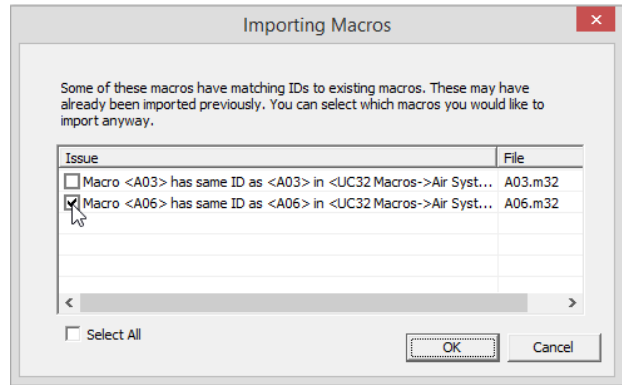 Importing Macros
Some of these macros have matching IDs to existing macros. These may have
already been imported previously. You can select which macros you would like to
import anyway.
Issue File
Macro <A03> has same ID as <A03> in <UC32 Macros->Air Syst... A03.m32
Macro <A06> has same ID as <A06> in <UC32 Macros->Air Syst... A06.m32
Select All
OK Cancel